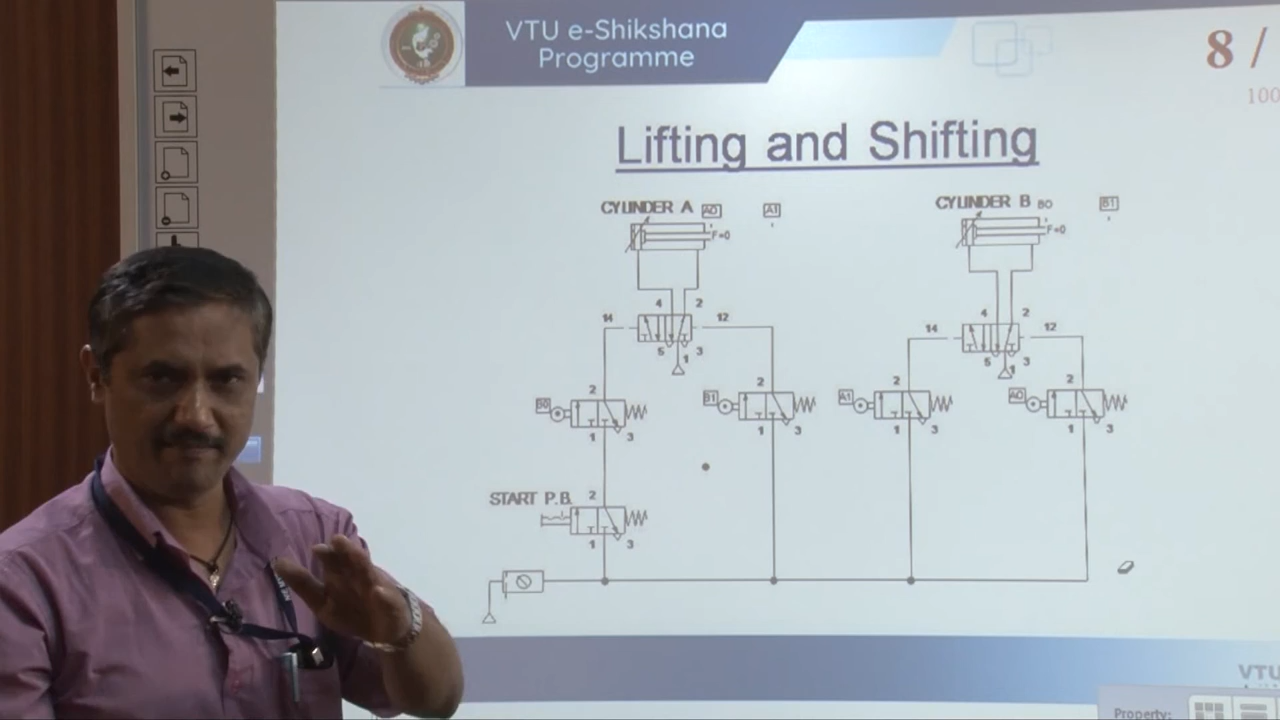 VTU e-Shikshana
Programme
8 /
100
Lifting and Shifting
CYLINDER A A0 A1
F=0
CYLINDER B B0 B1
F=0
4 2
14 12
5 1 3
4 2
14 12
5 1 3
B0 2
1 3
B1 2
1 3
A1 2
1 3
A0 2
1 3
START P.B. 2
1 3
VTU
Property: